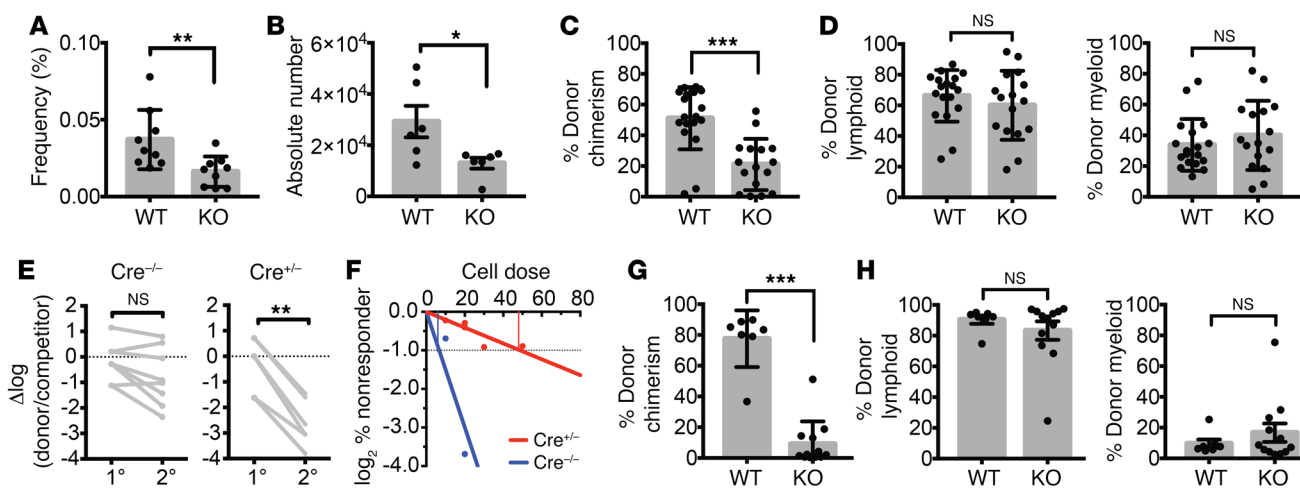 A
Frequency (%)
0.10
0.05
0.00
**
WT KO
B
Absolute number
6×10⁴
4×10⁴
2×10⁴
0
*
WT KO
C
% Donor
chimerism
100
80
60
40
20
0
***
WT KO
D
% Donor
lymphoid
100
80
60
40
20
0
NS
WT KO
% Donor myeloid
100
80
60
40
20
0
NS
WT KO
E
Δlog
(donor/competitor)
Cre⁻/⁻
2
1
0
-1
-2
-3
-4
NS
1° 2°
Cre⁺/⁻
2
1
0
-1
-2
-3
-4
**
1° 2°
F
Cell dose
0 20 40 60 80
log₂ % nonresponder
0.0
-1.0
-2.0
-3.0
-4.0
Cre⁺/⁻
Cre⁻/⁻
G
% Donor
chimerism
100
80
60
40
20
0
***
WT KO
H
% Donor
lymphoid
100
80
60
40
20
0
NS
WT KO
% Donor myeloid
100
80
60
40
20
0
NS
WT KO